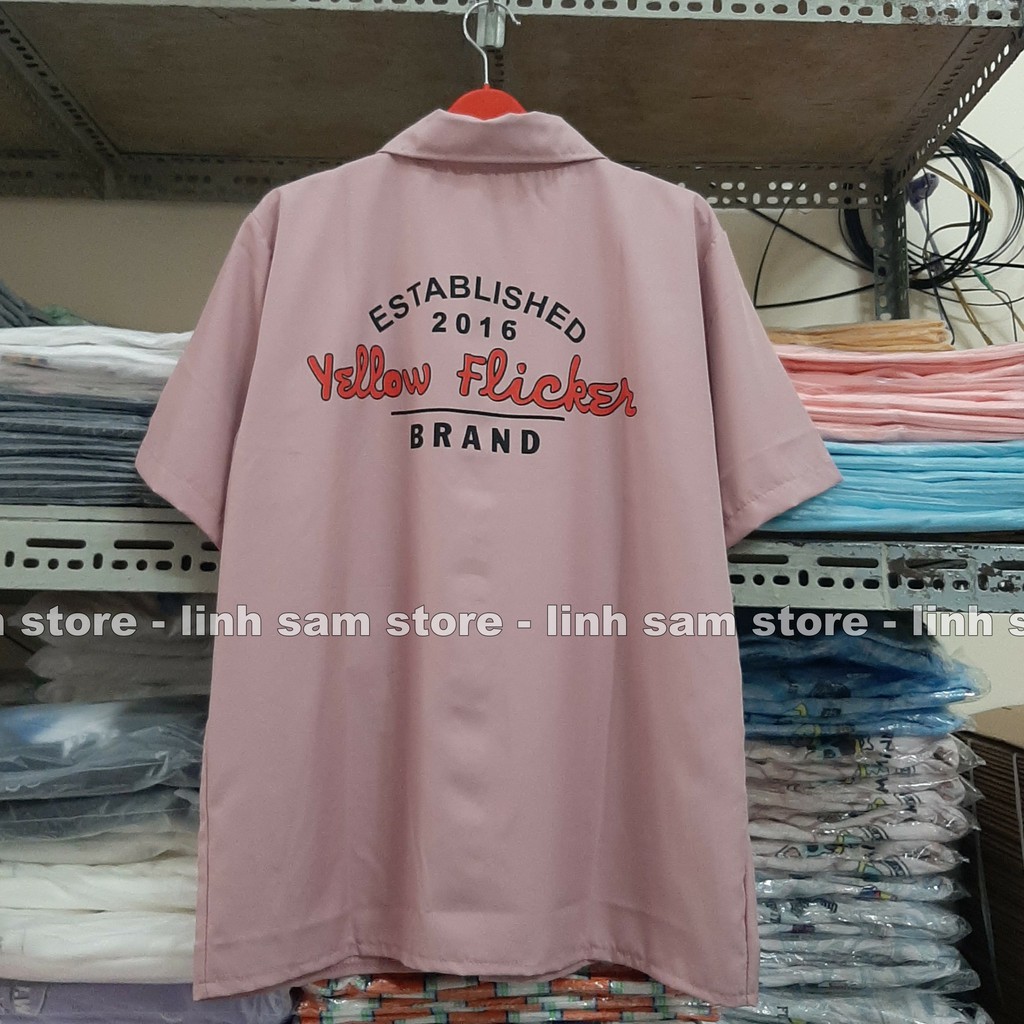 ESTABLISHED
2016
Yellow Flicker
BRAND
store - linh sam store - linh sam store - linh